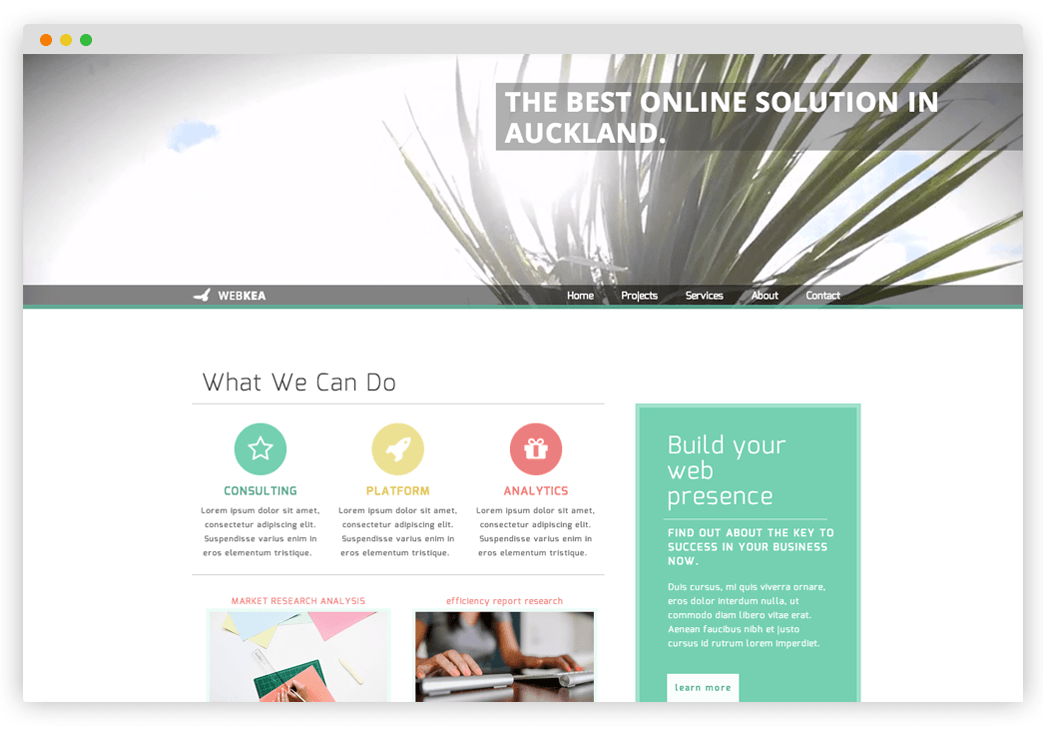 THE BEST ONLINE SOLUTION IN
AUCKLAND.
WEBKEA
Home Projects Services About Contact
What We Can Do
CONSULTING
Lorem ipsum dolor sit amet,
consectetur adipiscing elit.
Suspendisse varius enim in
eros elementum tristique.
PLATFORM
Lorem ipsum dolor sit amet,
consectetur adipiscing elit.
Suspendisse varius enim in
eros elementum tristique.
ANALYTICS
Lorem ipsum dolor sit amet,
consectetur adipiscing elit.
Suspendisse varius enim in
eros elementum tristique.
MARKET RESEARCH ANALYSIS
efficiency report research
Build your
web
presence
FIND OUT ABOUT THE KEY TO
SUCCESS IN YOUR BUSINESS
NOW.
Duis cursus, mi quis viverra ornare,
eros dolor interdum nulla, ut
commodo diam libero vitae erat.
Aenean faucibus nibh et justo
cursus id rutrum lorem imperdiet.
learn more